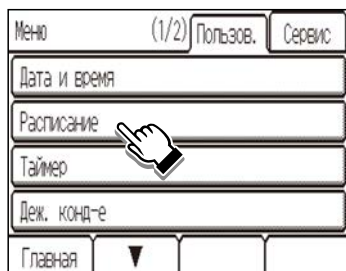 Меню (1/2) Пользов. Сервис
Дата и время
Расписание
Таймер
Деж. конд-е
Главная ▼